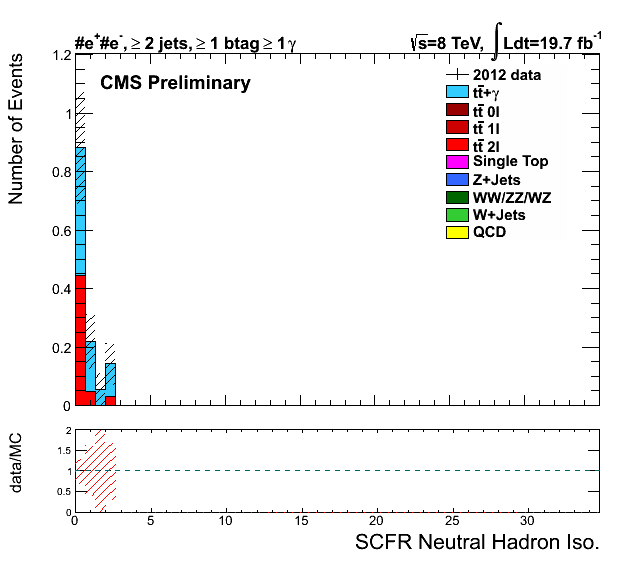 #e⁺#e⁻, ≥ 2 jets, ≥ 1 btag ≥ 1 γ
√s=8 TeV, ∫ Ldt=19.7 fb⁻¹
CMS Preliminary
Number of Events
1.2
1
0.8
0.6
0.4
0.2
0
2012 data
tt̄+γ
tt̄ 0l
tt̄ 1l
tt̄ 2l
Single Top
Z+Jets
WW/ZZ/WZ
W+Jets
QCD
data/MC
2
1.5
1
0.5
0
0 5 10 15 20 25 30
SCFR Neutral Hadron Iso.